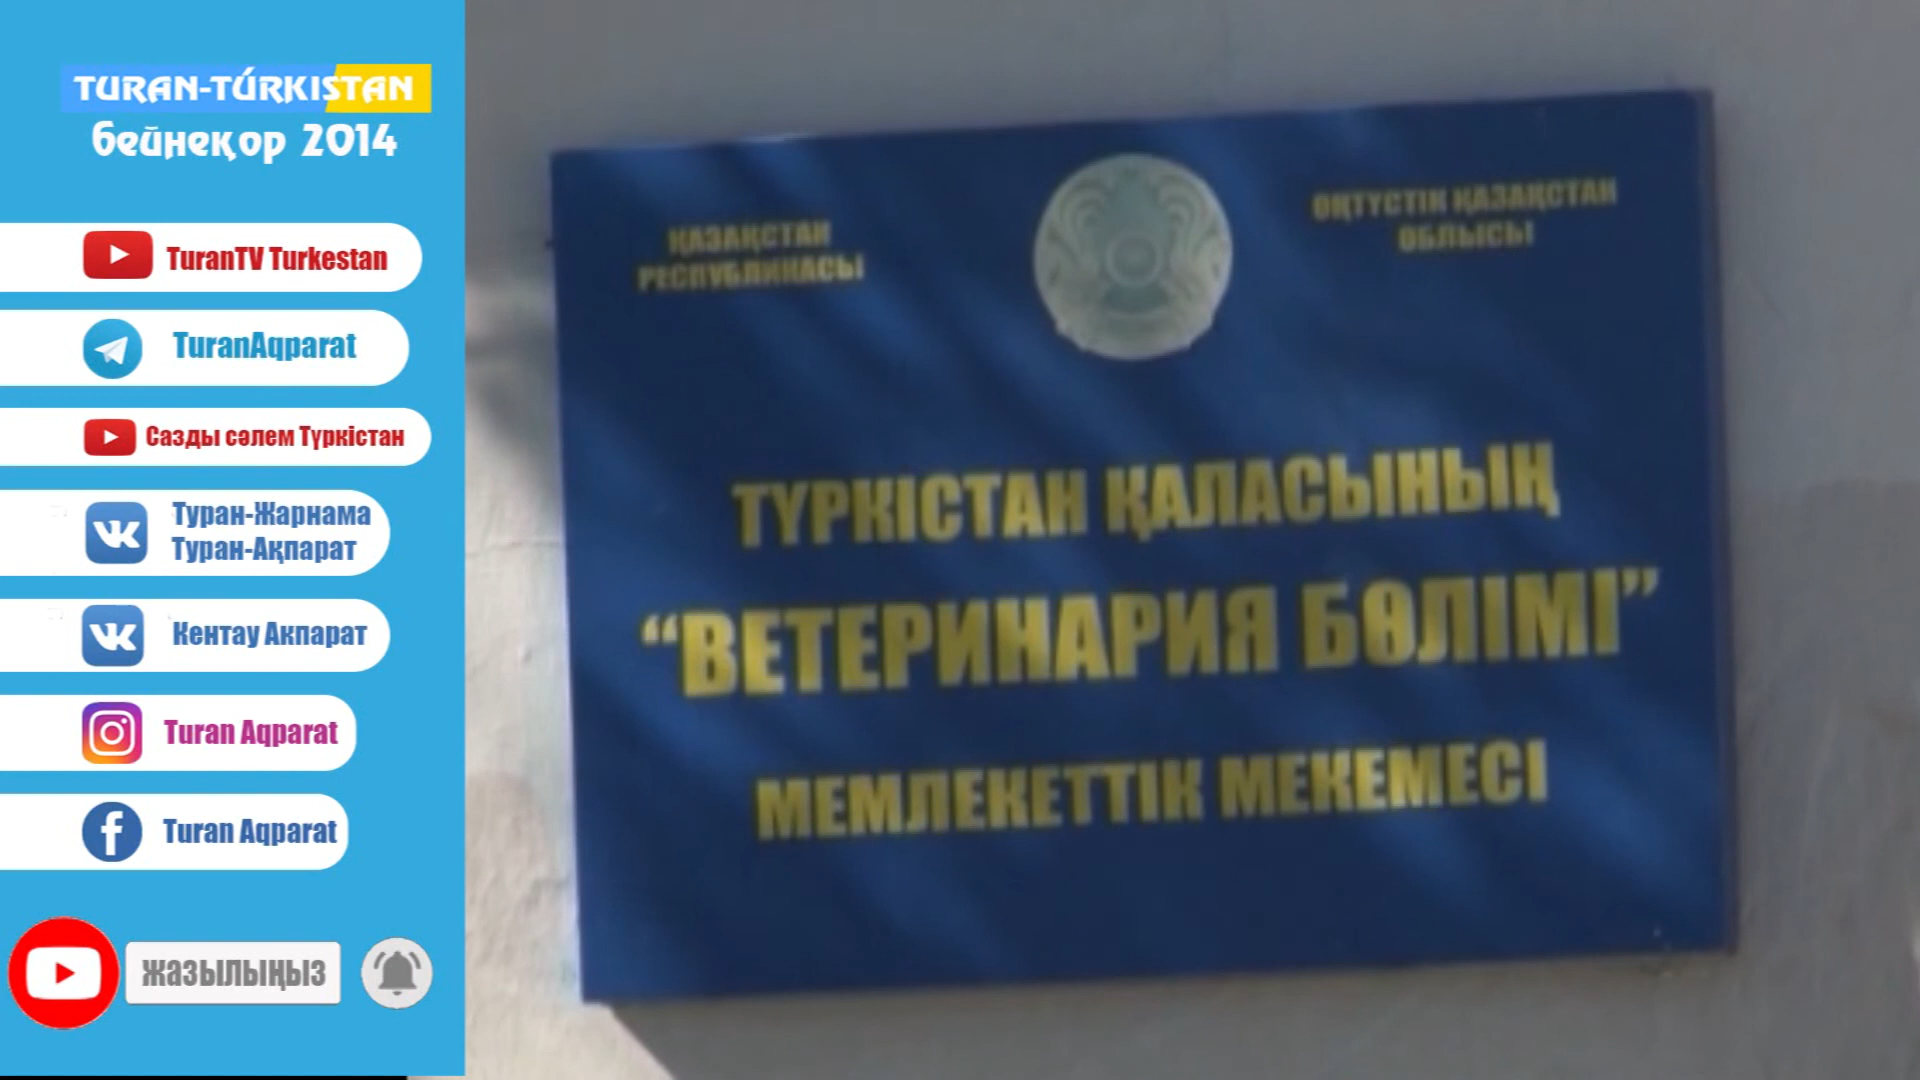 TURAN-TÚRKISTAN
бейнеқор 2014
TuranTV Turkestan
TuranAqparat
Сазды сәлем Түркістан
Туран-Жарнама
Туран-Ақпарат
Кентау Акпарат
Turan Aqparat
Turan Aqparat
ЖАЗЫЛЫҢЫЗ
ҚАЗАҚСТАН
РЕСПУБЛИКАСЫ
ОҢТҮСТІК ҚАЗАҚСТАН
ОБЛЫСЫ
ТҮРКІСТАН ҚАЛАСЫНЫҢ
“ВЕТЕРИНАРИЯ БӨЛІМІ”
МЕМЛЕКЕТТІК МЕКЕМЕСІ